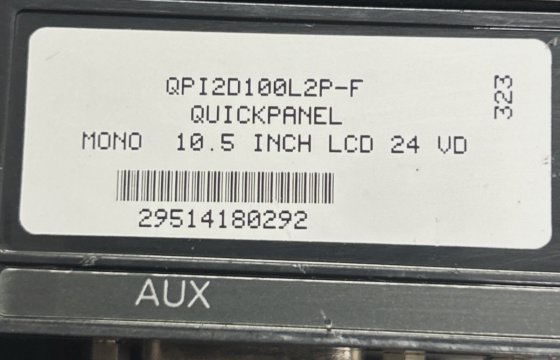 QPI2D100L2P-F
QUICKPANEL
MONO 10.5 INCH LCD 24 VD
323
29514180292
AUX